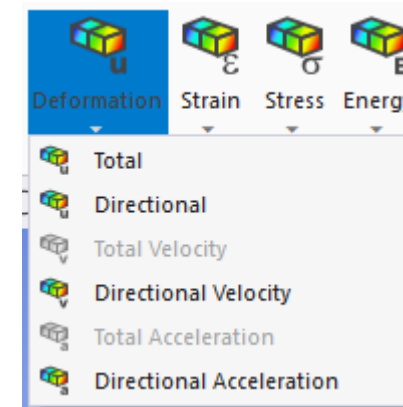 u ε σ E
Deformation Strain Stress Energ
Total
Directional
Total Velocity
Directional Velocity
Total Acceleration
Directional Acceleration